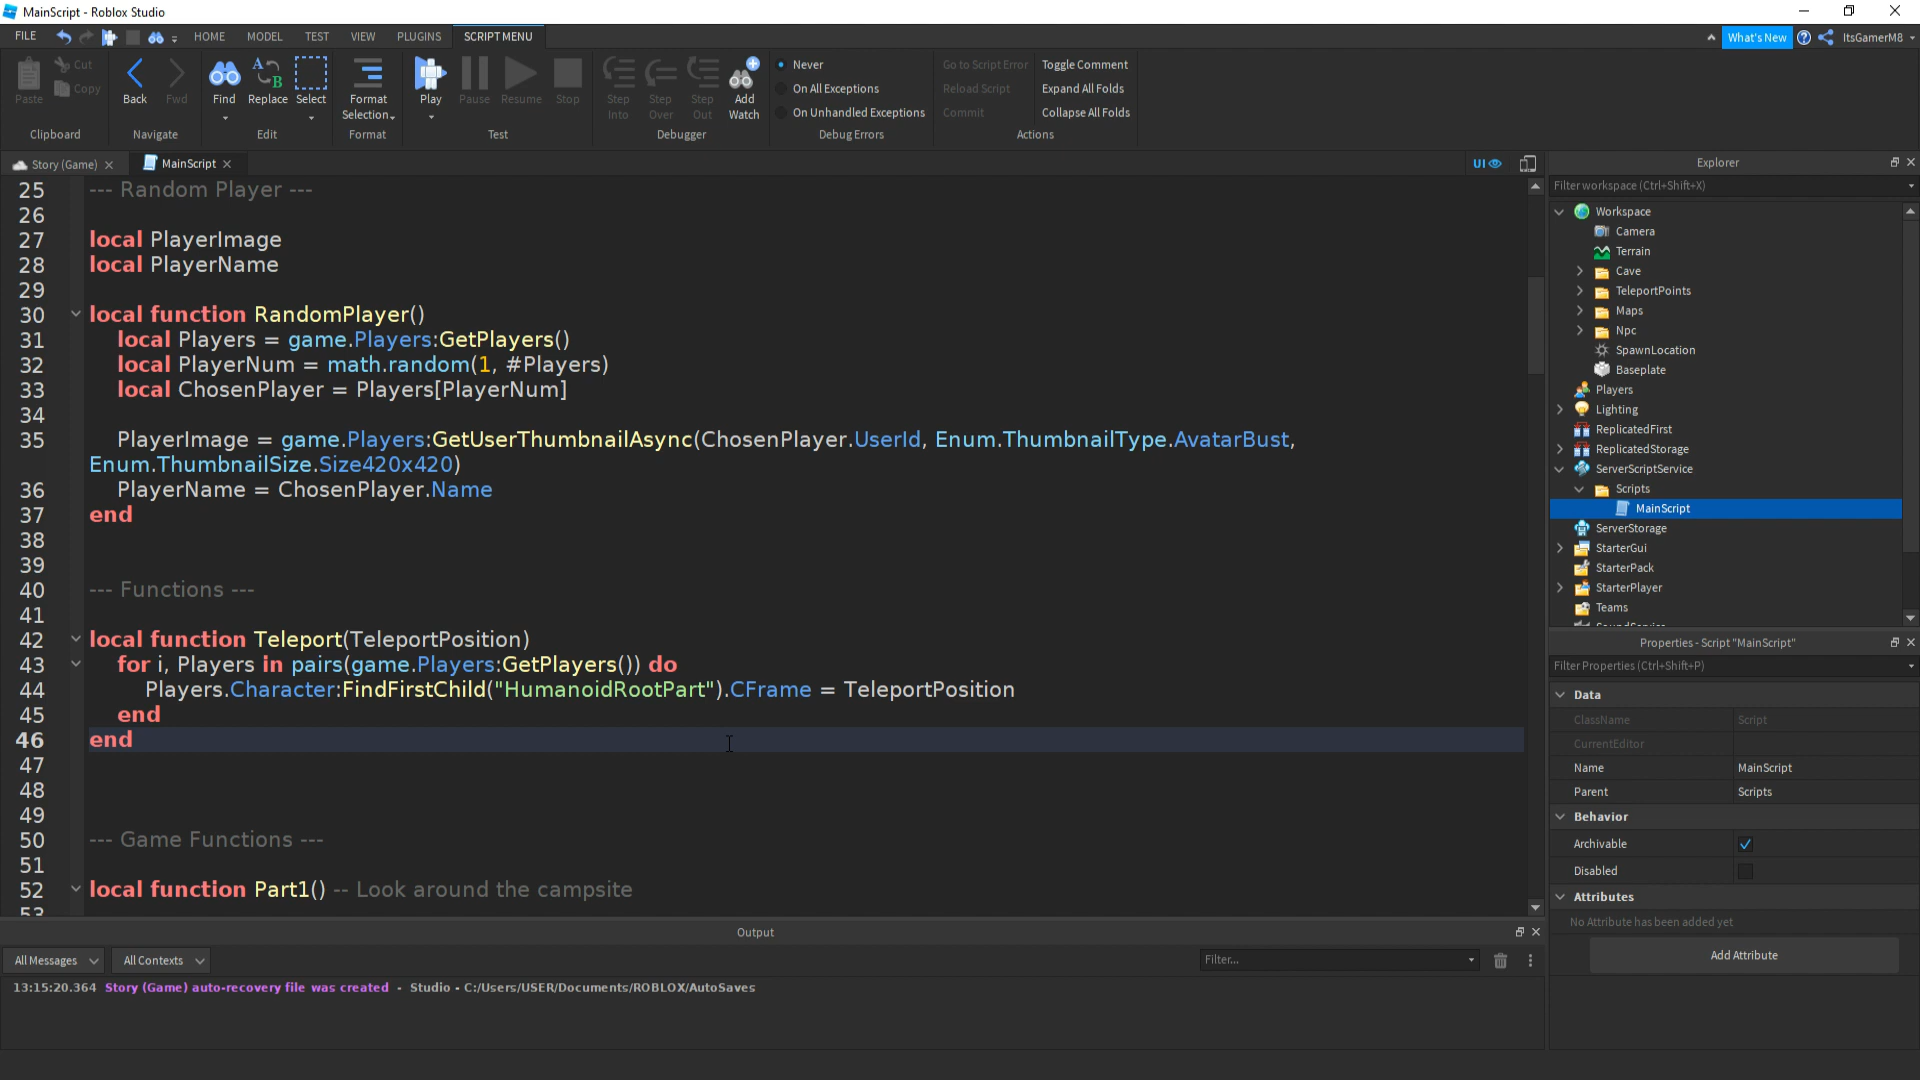 MainScript - Roblox Studio
FILE HOME MODEL TEST VIEW PLUGINS SCRIPT MENU What's New ItsGamerM8
Paste Cut Copy
Clipboard
Back Fwd
Navigate
Find Replace Select
Edit
Format Selection
Format
Play Pause Resume Stop
Test
Step Into Step Over Step Out Add Watch
Debugger
Never
On All Exceptions
On Unhandled Exceptions
Debug Errors
Go to Script Error
Reload Script
Commit
Toggle Comment
Expand All Folds
Collapse All Folds
Actions
Story (Game) MainScript UI
25 --- Random Player ---
26
27 local PlayerImage
28 local PlayerName
29
30 local function RandomPlayer()
31 local Players = game.Players:GetPlayers()
32 local PlayerNum = math.random(1, #Players)
33 local ChosenPlayer = Players[PlayerNum]
34
35 PlayerImage = game.Players:GetUserThumbnailAsync(ChosenPlayer.UserId, Enum.ThumbnailType.AvatarBust,
Enum.ThumbnailSize.Size420x420)
36 PlayerName = ChosenPlayer.Name
37 end
38
39
40 --- Functions ---
41
42 local function Teleport(TeleportPosition)
43 for i, Players in pairs(game.Players:GetPlayers()) do
44 Players.Character:FindFirstChild("HumanoidRootPart").CFrame = TeleportPosition
45 end
46 end
47
48
49
50 --- Game Functions ---
51
52 local function Part1() -- Look around the campsite
53
Output
All Messages All Contexts Filter...
13:15:20.364 Story (Game) auto-recovery file was created - Studio - C:/Users/USER/Documents/ROBLOX/AutoSaves
Explorer
Filter workspace (Ctrl+Shift+X)
Workspace
Camera
Terrain
Cave
TeleportPoints
Maps
Npc
SpawnLocation
Baseplate
Players
Lighting
ReplicatedFirst
ReplicatedStorage
ServerScriptService
Scripts
MainScript
ServerStorage
StarterGui
StarterPack
StarterPlayer
Teams
SoundService
Properties - Script "MainScript"
Filter Properties (Ctrl+Shift+P)
Data
ClassName Script
CurrentEditor
Name MainScript
Parent Scripts
Behavior
Archivable
Disabled
Attributes
No Attribute has been added yet
Add Attribute